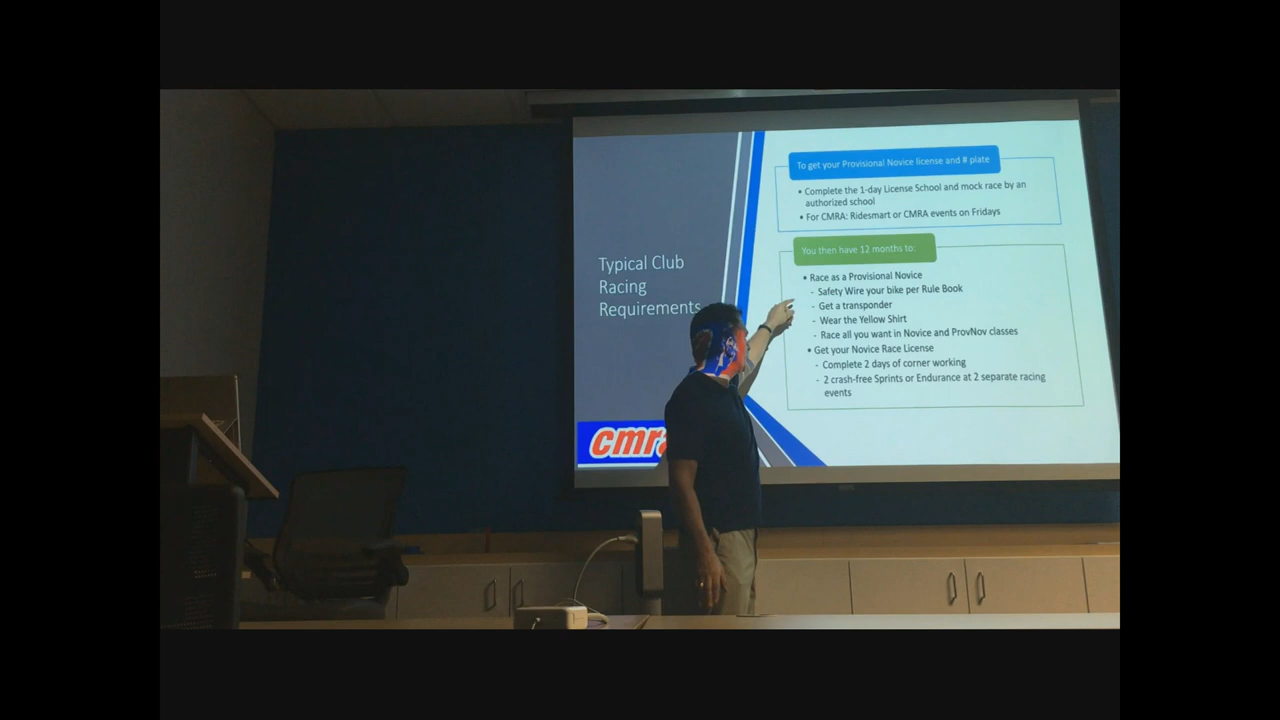 Typical Club
Racing
Requirements
cmra
To get your Provisional Novice license and # plate
• Complete the 1-day License School and mock race by an
authorized school
• For CMRA: Ridesmart or CMRA events on Fridays
You then have 12 months to:
• Race as a Provisional Novice
- Safety Wire your bike per Rule Book
- Get a transponder
- Wear the Yellow Shirt
- Race all you want in Novice and ProvNov classes
• Get your Novice Race License
- Complete 2 days of corner working
- 2 crash-free Sprints or Endurance at 2 separate racing
events